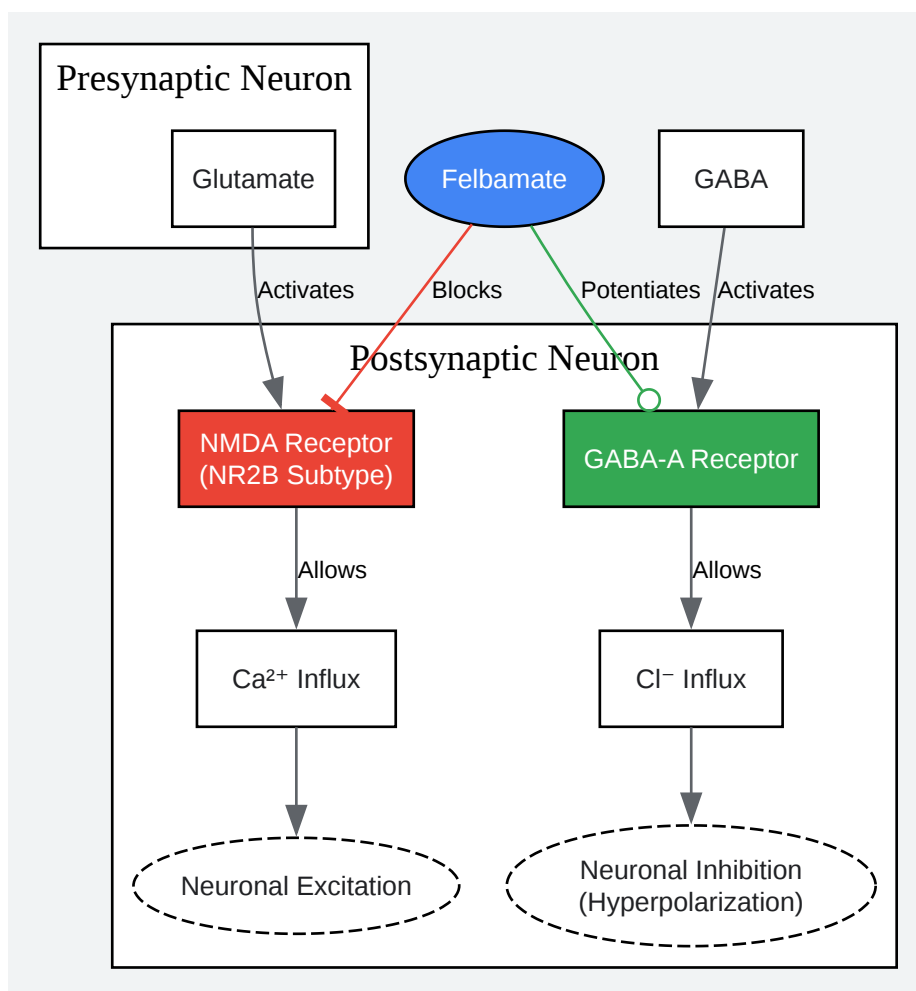 Presynaptic Neuron
Glutamate
Felbamate
GABA
Activates
Blocks
Potentiates
Activates
Postsynaptic Neuron
NMDA Receptor
(NR2B Subtype)
GABA-A Receptor
Allows
Allows
Ca²⁺ Influx
Cl⁻ Influx
Neuronal Excitation
Neuronal Inhibition
(Hyperpolarization)